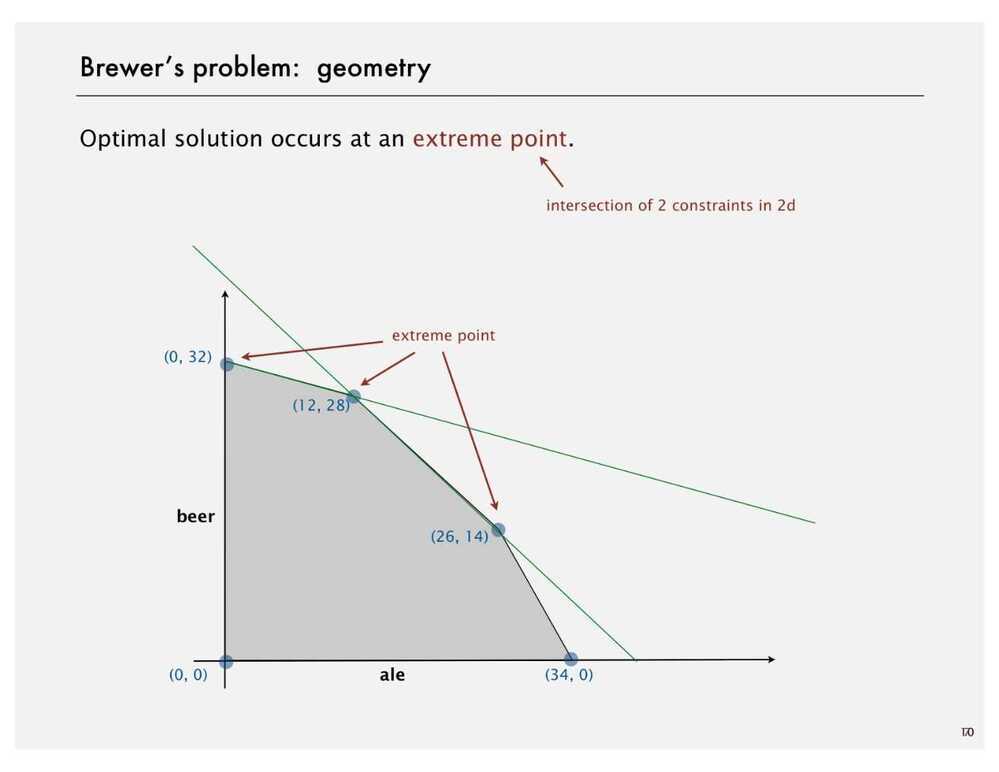 Brewer’s problem: geometry
Optimal solution occurs at an extreme point.
intersection of 2 constraints in 2d
extreme point
(0, 32)
(12, 28)
beer
(26, 14)
(0, 0)
ale
(34, 0)